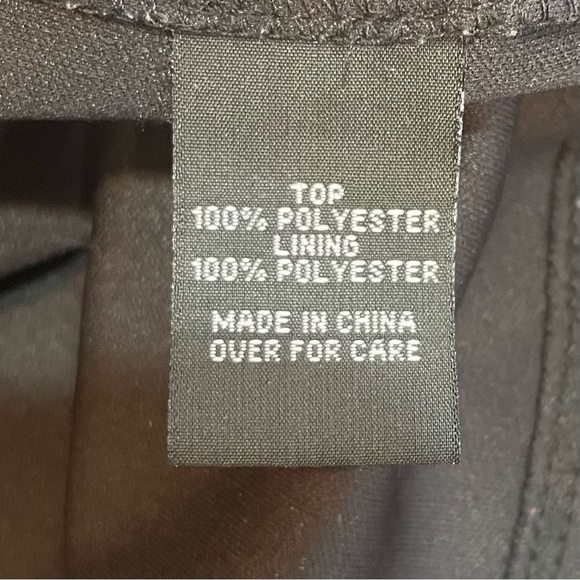 TOP
100% POLYESTER
LINING
100% POLYESTER
MADE IN CHINA
OVER FOR CARE